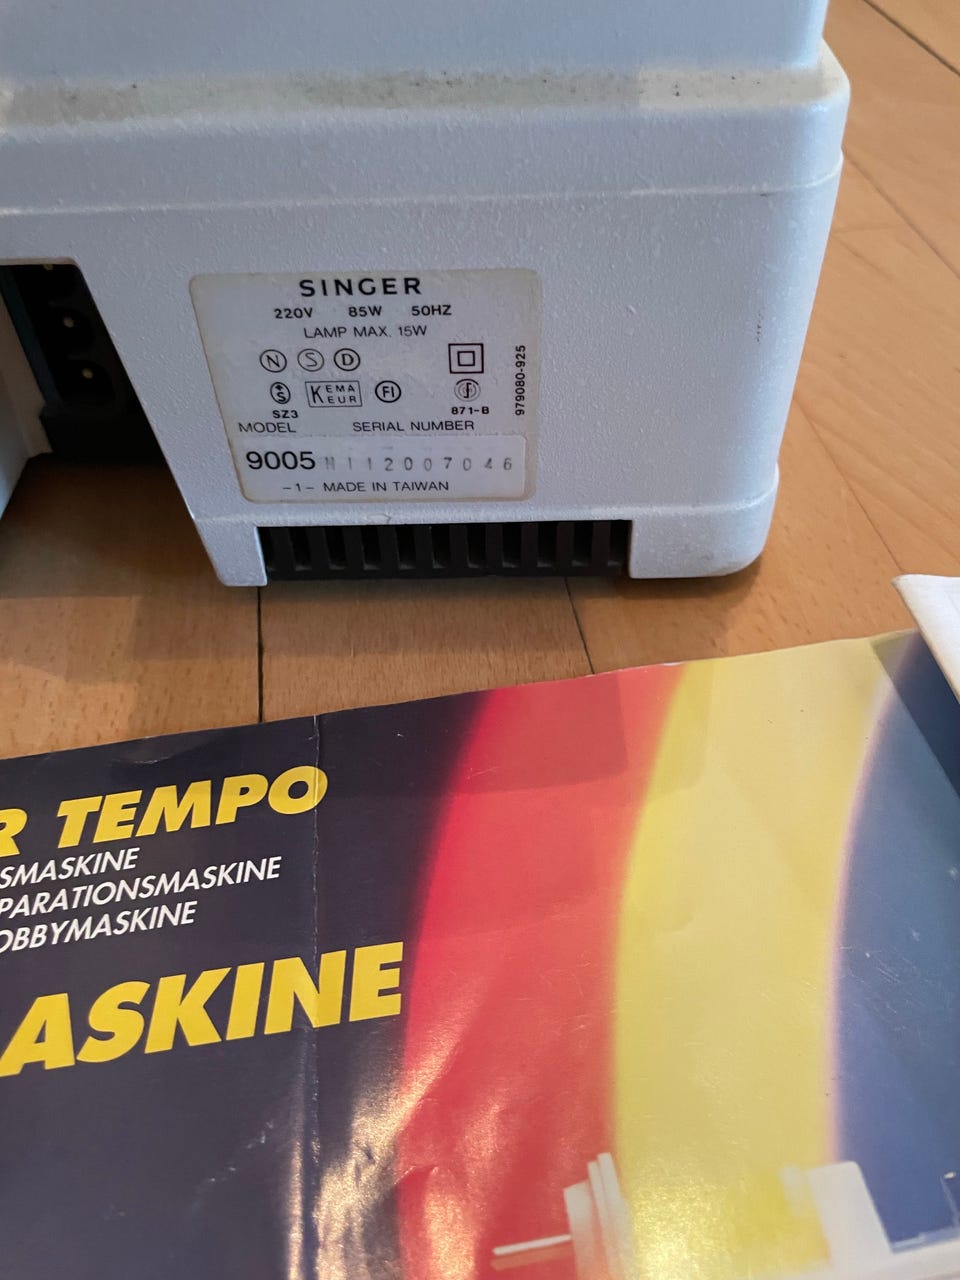 SINGER
220V 85W 50HZ
LAMP MAX. 15W
N S D
+S KEMA EUR FI
SZ3 871-B
979080-925
MODEL SERIAL NUMBER
9005 N112007046
-1- MADE IN TAIWAN
R TEMPO
SMASKINE
PARATIONSMASKINE
OBBYMASKINE
ASKINE